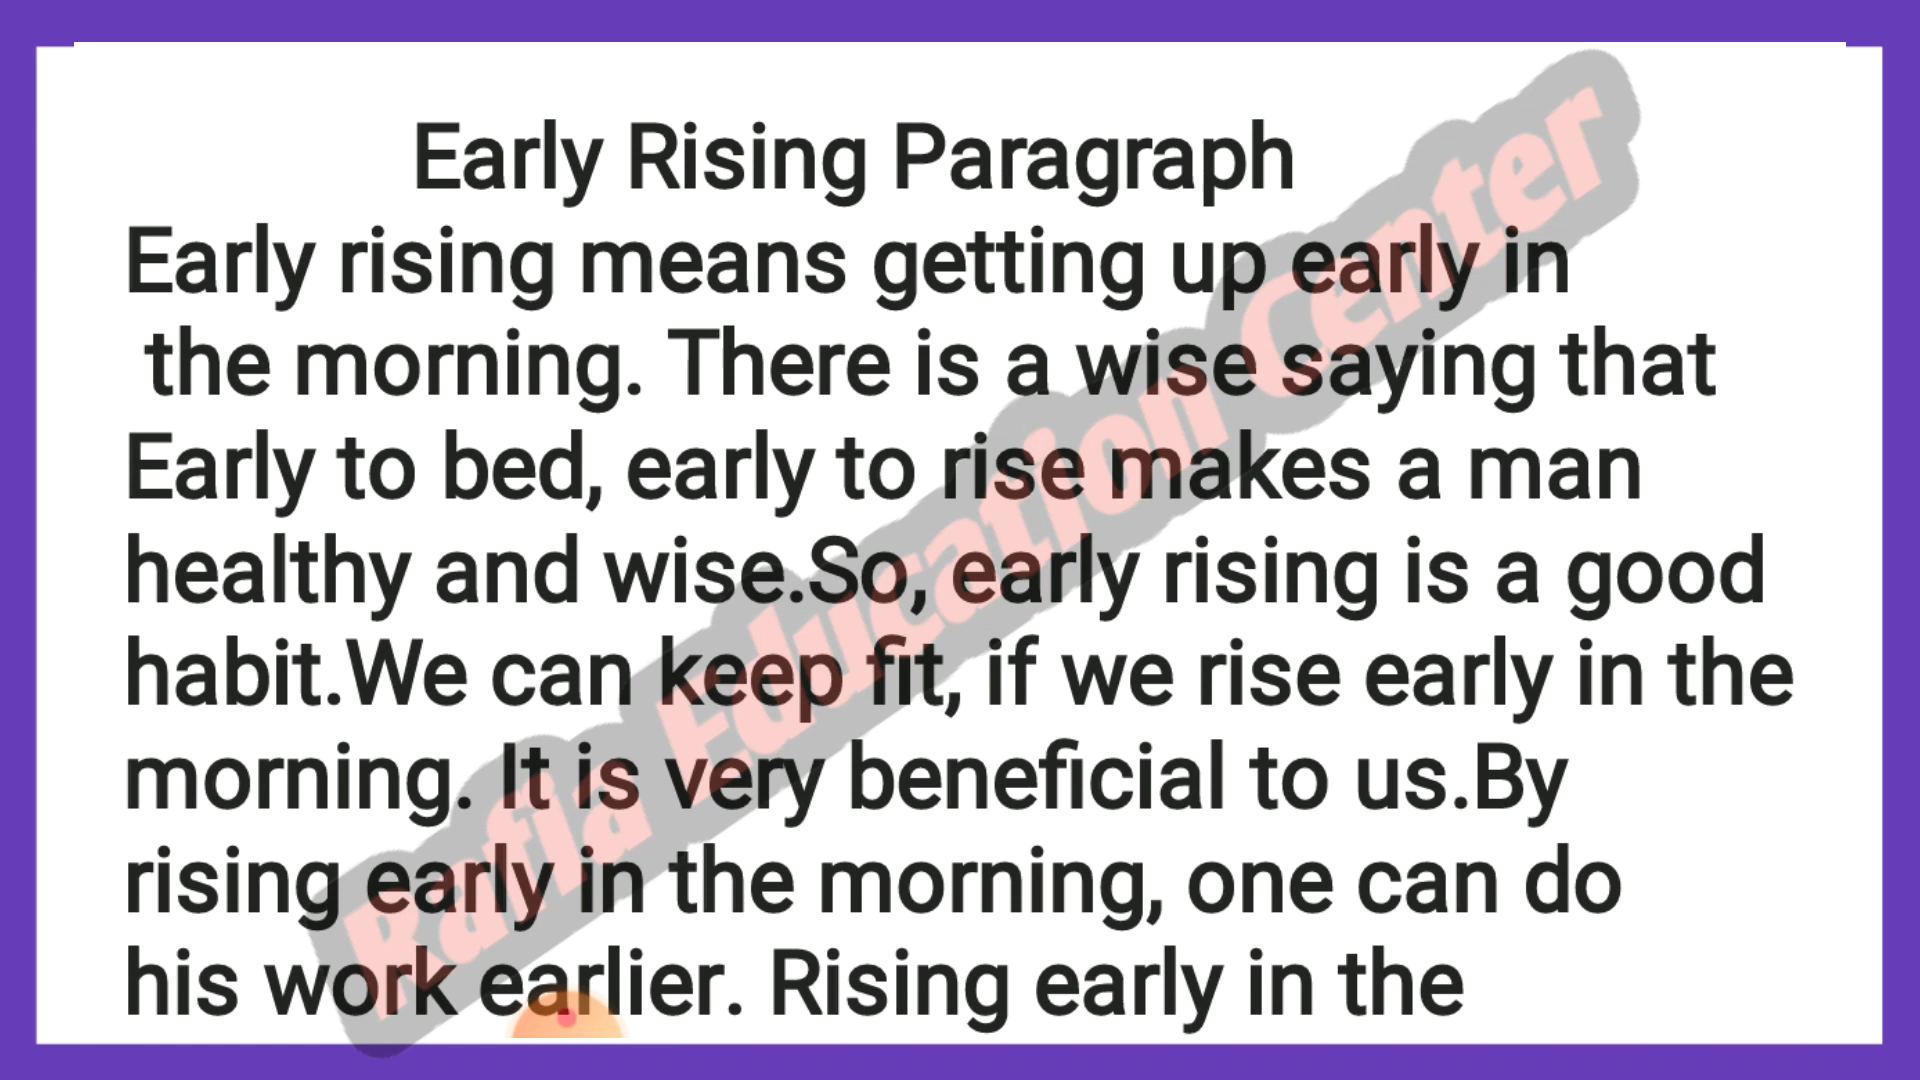 Early Rising Paragraph
Early rising means getting up early in
the morning. There is a wise saying that
Early to bed, early to rise makes a man
healthy and wise.So, early rising is a good
habit.We can keep fit, if we rise early in the
morning. It is very beneficial to us.By
rising early in the morning, one can do
his work earlier. Rising early in the
Rafia Education Center